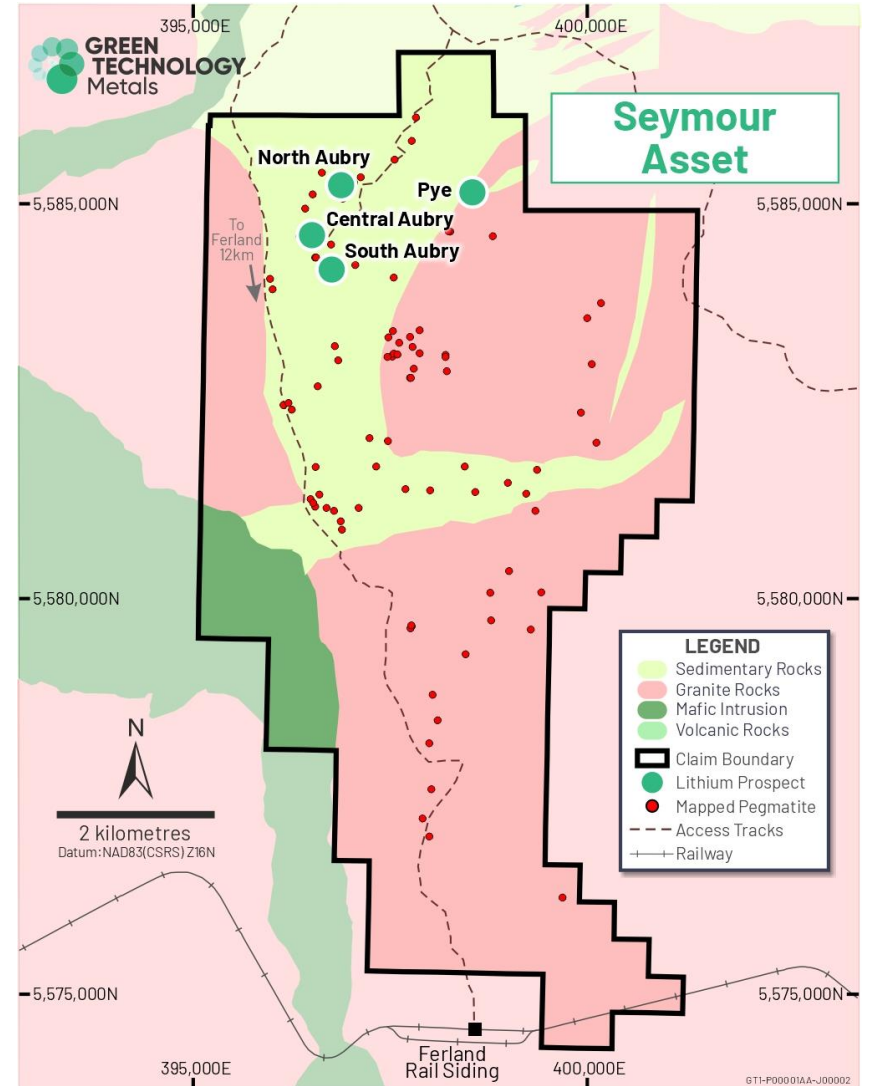 395,000E
400,000E
GREEN
TECHNOLOGY
Metals
Seymour
Asset
North Aubry
Pye
5,585,000N
5,585,000N
Central Aubry
To
Ferland
12km
South Aubry
5,580,000N
5,580,000N
LEGEND
Sedimentary Rocks
Granite Rocks
Mafic Intrusion
Volcanic Rocks
Claim Boundary
Lithium Prospect
Mapped Pegmatite
Access Tracks
Railway
N
2 kilometres
Datum:NAD83(CSRS) Z16N
5,575,000N
5,575,000N
Ferland
Rail Siding
395,000E
400,000E
GT1-P00001AA-J00002